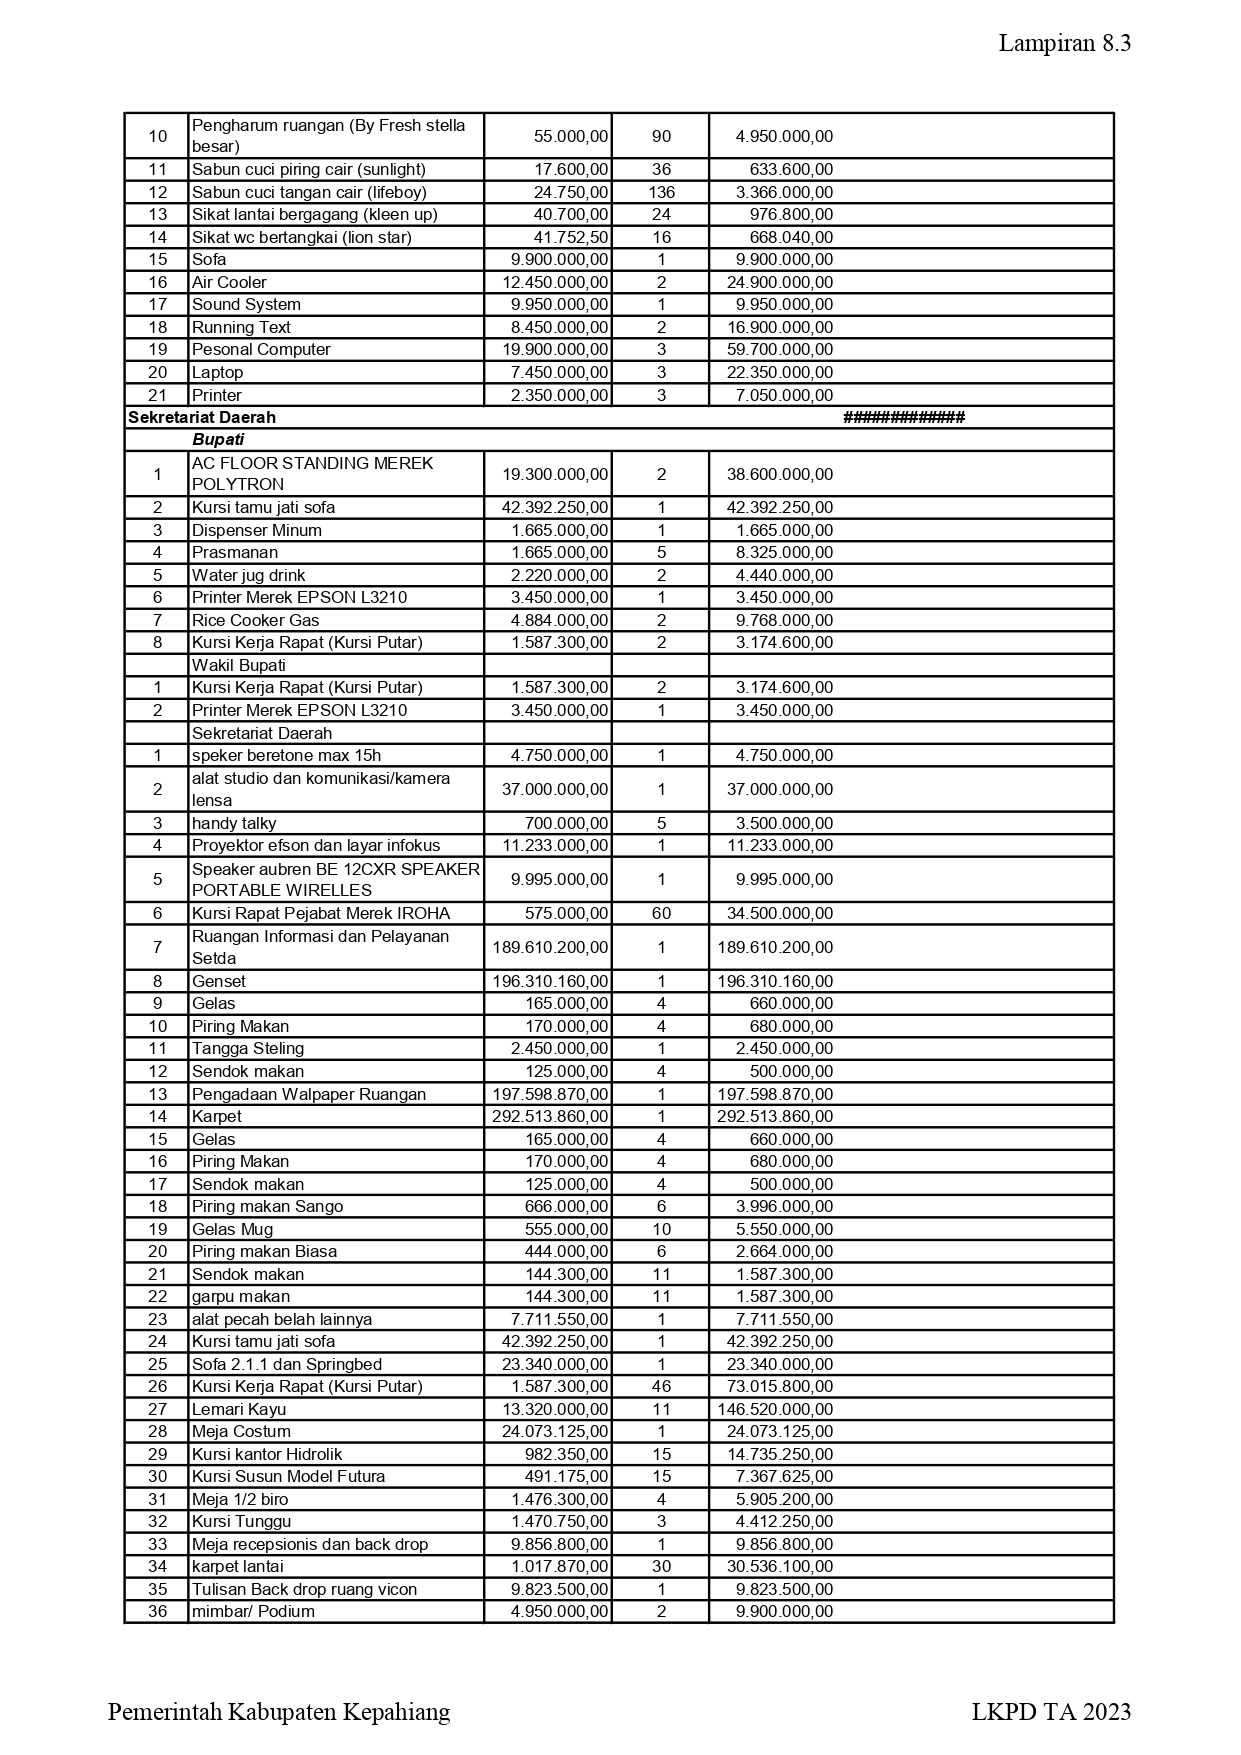 Lampiran 8.3
10 Pengharum ruangan (By Fresh stella besar) 55.000,00 90 4.950.000,00
11 Sabun cuci piring cair (sunlight) 17.600,00 36 633.600,00
12 Sabun cuci tangan cair (lifeboy) 24.750,00 136 3.366.000,00
13 Sikat lantai bergagang (kleen up) 40.700,00 24 976.800,00
14 Sikat wc bertangkai (lion star) 41.752,50 16 668.040,00
15 Sofa 9.900.000,00 1 9.900.000,00
16 Air Cooler 12.450.000,00 2 24.900.000,00
17 Sound System 9.950.000,00 1 9.950.000,00
18 Running Text 8.450.000,00 2 16.900.000,00
19 Pesonal Computer 19.900.000,00 3 59.700.000,00
20 Laptop 7.450.000,00 3 22.350.000,00
21 Printer 2.350.000,00 3 7.050.000,00
Sekretariat Daerah #############
Bupati
1 AC FLOOR STANDING MEREK POLYTRON 19.300.000,00 2 38.600.000,00
2 Kursi tamu jati sofa 42.392.250,00 1 42.392.250,00
3 Dispenser Minum 1.665.000,00 1 1.665.000,00
4 Prasmanan 1.665.000,00 5 8.325.000,00
5 Water jug drink 2.220.000,00 2 4.440.000,00
6 Printer Merek EPSON L3210 3.450.000,00 1 3.450.000,00
7 Rice Cooker Gas 4.884.000,00 2 9.768.000,00
8 Kursi Kerja Rapat (Kursi Putar) 1.587.300,00 2 3.174.600,00
Wakil Bupati
1 Kursi Kerja Rapat (Kursi Putar) 1.587.300,00 2 3.174.600,00
2 Printer Merek EPSON L3210 3.450.000,00 1 3.450.000,00
Sekretariat Daerah
1 speker beretone max 15h 4.750.000,00 1 4.750.000,00
2 alat studio dan komunikasi/kamera lensa 37.000.000,00 1 37.000.000,00
3 handy talky 700.000,00 5 3.500.000,00
4 Proyektor efson dan layar infokus 11.233.000,00 1 11.233.000,00
5 Speaker aubren BE 12CXR SPEAKER PORTABLE WIRELLES 9.995.000,00 1 9.995.000,00
6 Kursi Rapat Pejabat Merek IROHA 575.000,00 60 34.500.000,00
7 Ruangan Informasi dan Pelayanan Setda 189.610.200,00 1 189.610.200,00
8 Genset 196.310.160,00 1 196.310.160,00
9 Gelas 165.000,00 4 660.000,00
10 Piring Makan 170.000,00 4 680.000,00
11 Tangga Steling 2.450.000,00 1 2.450.000,00
12 Sendok makan 125.000,00 4 500.000,00
13 Pengadaan Walpaper Ruangan 197.598.870,00 1 197.598.870,00
14 Karpet 292.513.860,00 1 292.513.860,00
15 Gelas 165.000,00 4 660.000,00
16 Piring Makan 170.000,00 4 680.000,00
17 Sendok makan 125.000,00 4 500.000,00
18 Piring makan Sango 666.000,00 6 3.996.000,00
19 Gelas Mug 555.000,00 10 5.550.000,00
20 Piring makan Biasa 444.000,00 6 2.664.000,00
21 Sendok makan 144.300,00 11 1.587.300,00
22 garpu makan 144.300,00 11 1.587.300,00
23 alat pecah belah lainnya 7.711.550,00 1 7.711.550,00
24 Kursi tamu jati sofa 42.392.250,00 1 42.392.250,00
25 Sofa 2.1.1 dan Springbed 23.340.000,00 1 23.340.000,00
26 Kursi Kerja Rapat (Kursi Putar) 1.587.300,00 46 73.015.800,00
27 Lemari Kayu 13.320.000,00 11 146.520.000,00
28 Meja Costum 24.073.125,00 1 24.073.125,00
29 Kursi kantor Hidrolik 982.350,00 15 14.735.250,00
30 Kursi Susun Model Futura 491.175,00 15 7.367.625,00
31 Meja 1/2 biro 1.476.300,00 4 5.905.200,00
32 Kursi Tunggu 1.470.750,00 3 4.412.250,00
33 Meja recepsionis dan back drop 9.856.800,00 1 9.856.800,00
34 karpet lantai 1.017.870,00 30 30.536.100,00
35 Tulisan Back drop ruang vicon 9.823.500,00 1 9.823.500,00
36 mimbar/ Podium 4.950.000,00 2 9.900.000,00
Pemerintah Kabupaten Kepahiang LKPD TA 2023